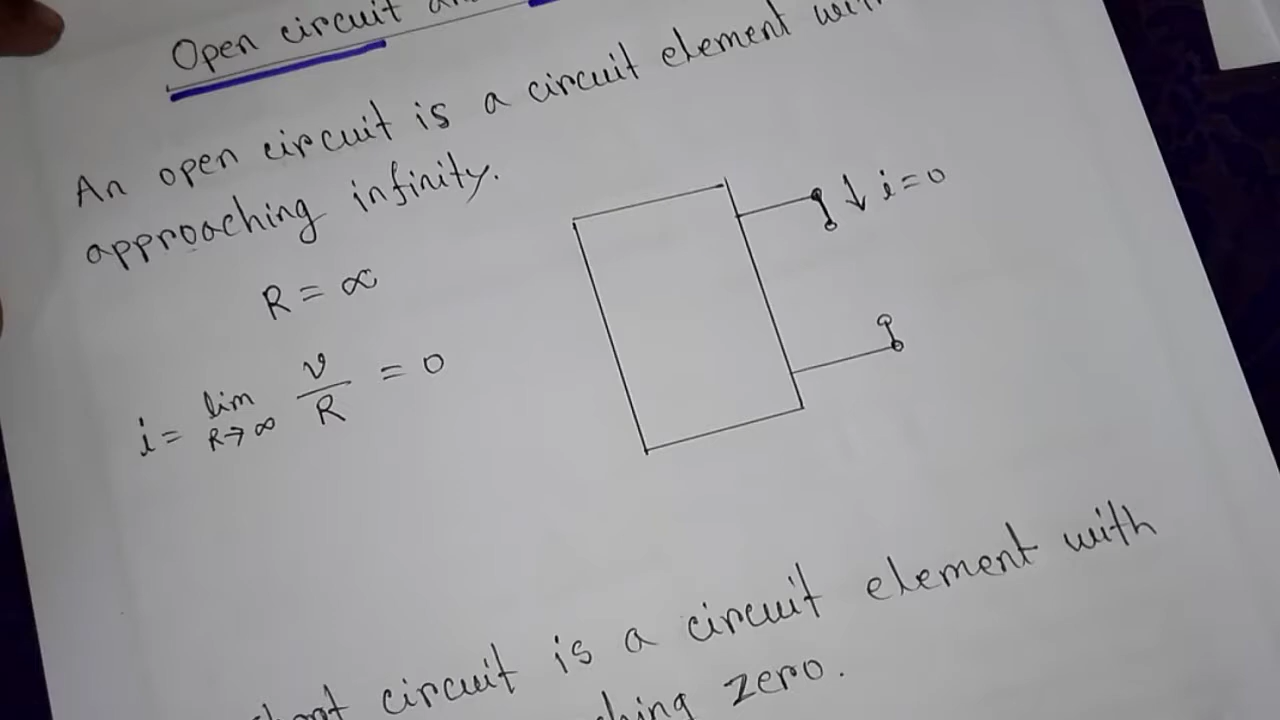 Open circuit
An open circuit is a circuit element with
approaching infinity.
R = ∞
i = lim R→∞ v/R = 0
↓ i = 0
circuit is a circuit element with
zero.